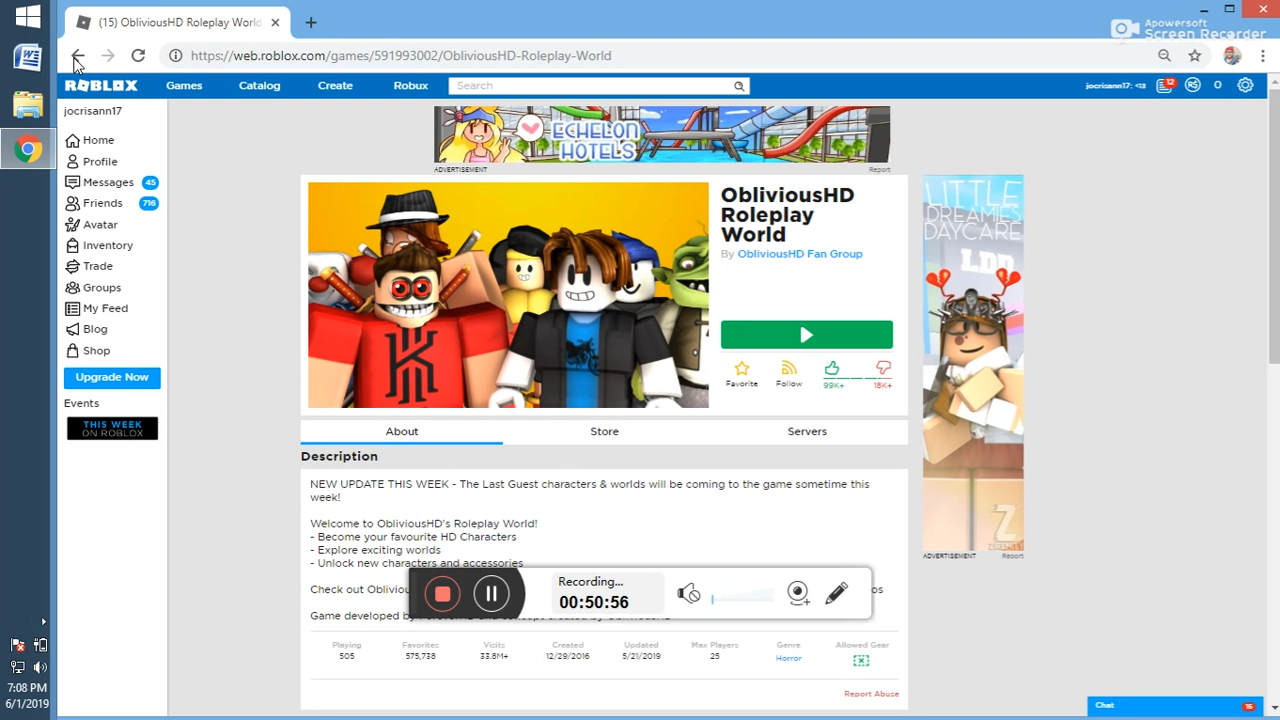 (15) ObliviousHD Roleplay World
Apowersoft
Screen Recorder
https://web.roblox.com/games/591993002/ObliviousHD-Roleplay-World
ROBLOX
Games
Catalog
Create
Robux
Search
jocrisann17: <13
12
R$
0
jocrisann17
Home
Profile
Messages 45
Friends 716
Avatar
Inventory
Trade
Groups
My Feed
Blog
Shop
Upgrade Now
Events
THIS WEEK
ON ROBLOX
ECHELON
HOTELS
ADVERTISEMENT
Report
ObliviousHD
Roleplay
World
By ObliviousHD Fan Group
Favorite
Follow
99K+
18K+
LITTLE
DREAMIES
DAYCARE
LDD
Z
ADVERTISEMENT
Report
About
Store
Servers
Description
NEW UPDATE THIS WEEK - The Last Guest characters & worlds will be coming to the game sometime this
week!
Welcome to ObliviousHD's Roleplay World!
- Become your favourite HD Characters
- Explore exciting worlds
- Unlock new characters and accessories
Check out
Game developed by
Recording...
00:50:56
Playing
505
Favorites
575,738
Visits
33.8M+
Created
12/29/2016
Updated
5/21/2019
Max Players
25
Genre
Horror
Allowed Gear
Report Abuse
Chat
7:08 PM
6/1/2019